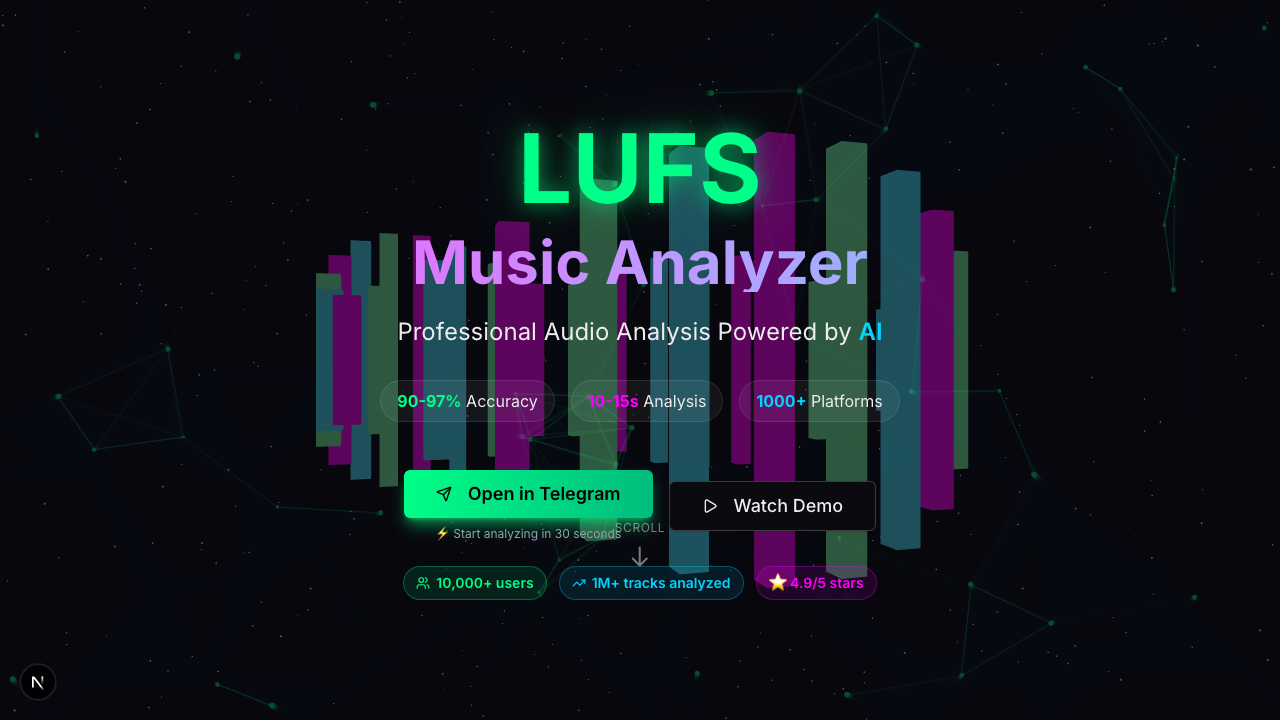 LUFS
Music Analyzer
Professional Audio Analysis Powered by AI
90-97% Accuracy
10-15s Analysis
1000+ Platforms
Open in Telegram
Watch Demo
⚡ Start analyzing in 30 seconds
SCROLL
10,000+ users
1M+ tracks analyzed
⭐ 4.9/5 stars
N